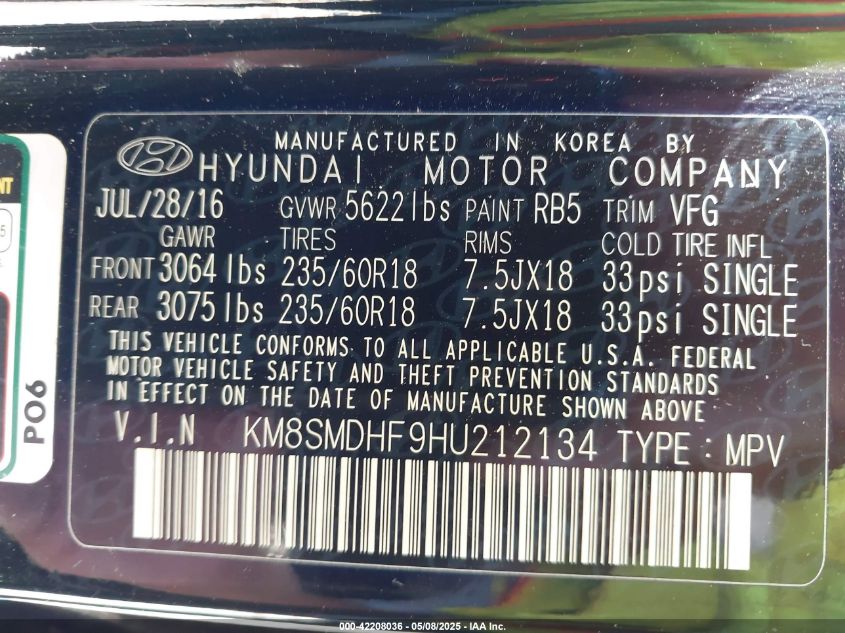 MANUFACTURED IN KOREA BY
HYUNDAI MOTOR COMPANY
JUL/28/16 GVWR 5622lbs PAINT RB5 TRIM VFG
GAWR TIRES RIMS COLD TIRE INFL
FRONT 3064lbs 235/60R18 7.5JX18 33psi SINGLE
REAR 3075lbs 235/60R18 7.5JX18 33psi SINGLE
THIS VEHICLE CONFORMS TO ALL APPLICABLE U.S.A. FEDERAL
MOTOR VEHICLE SAFETY AND THEFT PREVENTION STANDARDS
IN EFFECT ON THE DATE OF MANUFACTURE SHOWN ABOVE
V.I.N KM8SMDHF9HU212134 TYPE : MPV
PO6
000-42208036 - 05/08/2025 - IAA Inc.